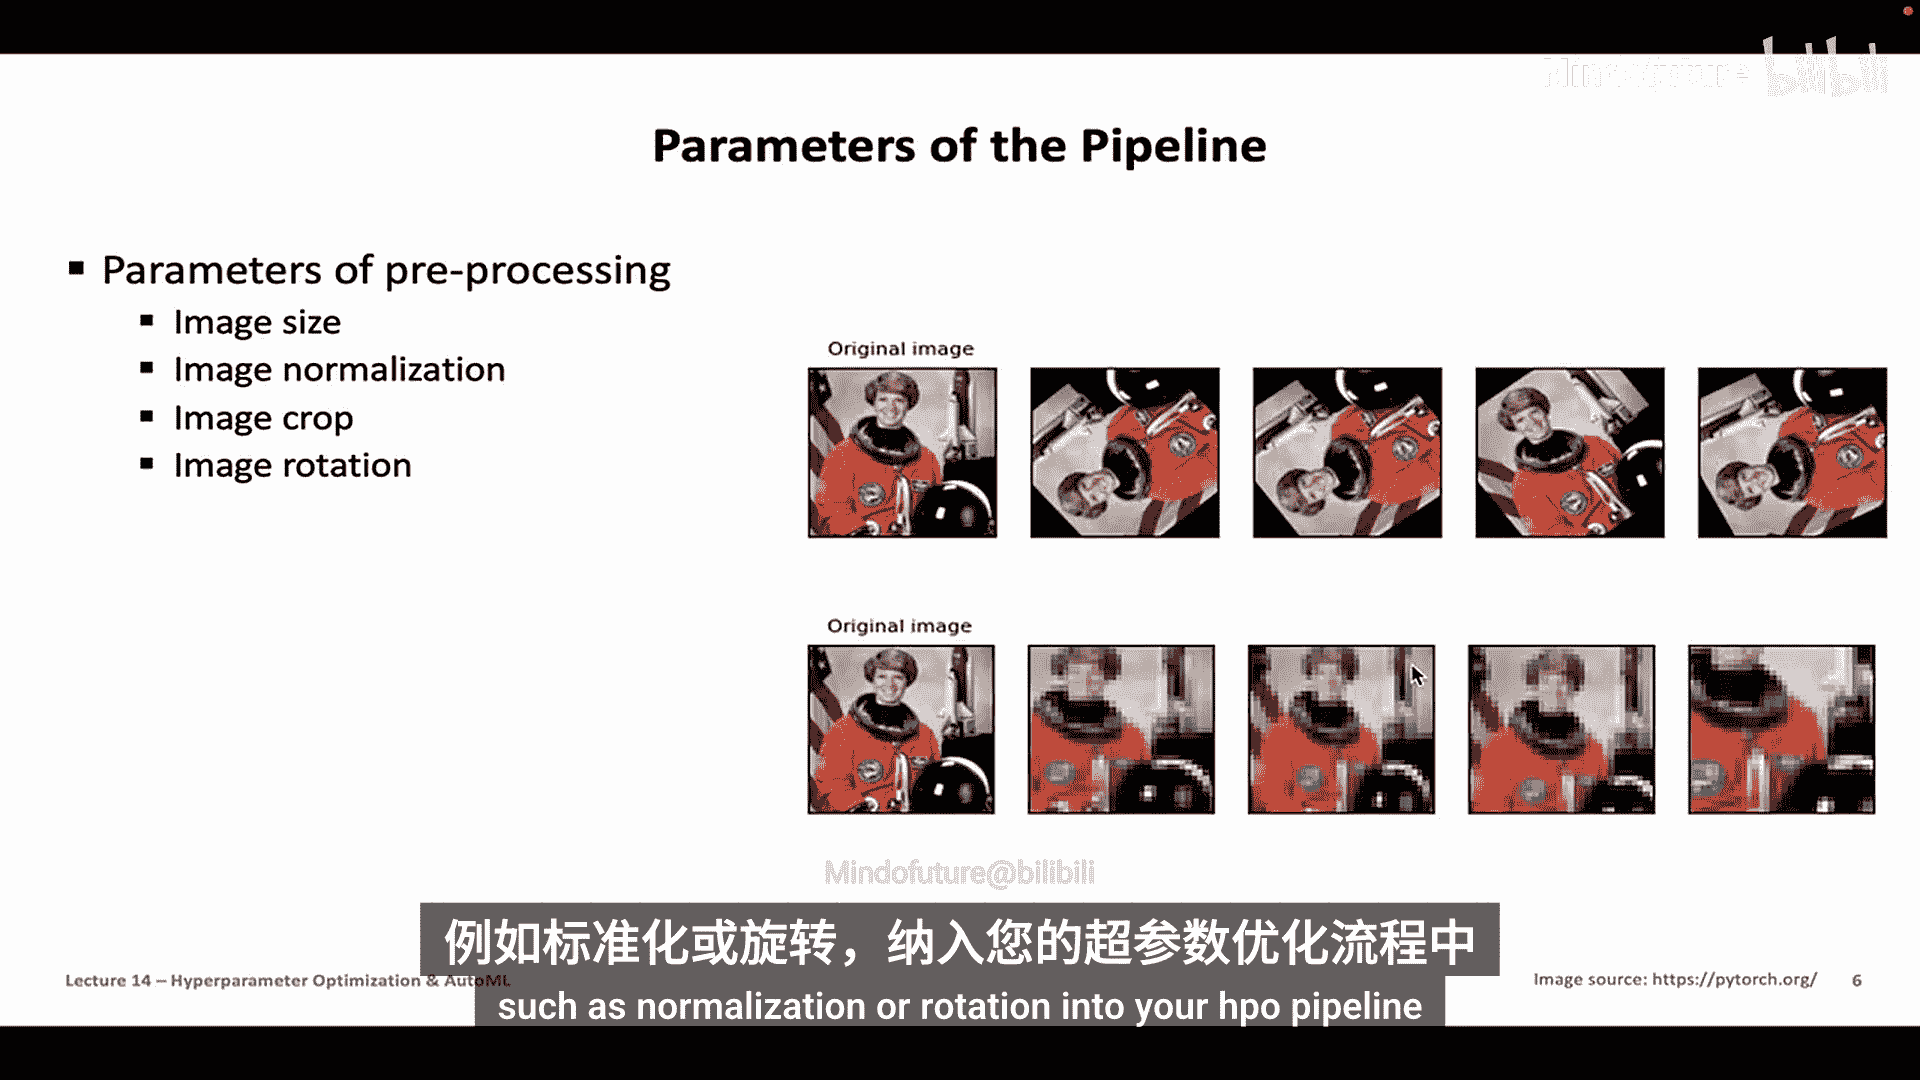 Mindofuture bilibili
Parameters of the Pipeline
▪ Parameters of pre-processing
▪ Image size
▪ Image normalization
▪ Image crop
▪ Image rotation
Original image
Original image
Mindofuture@bilibili
例如标准化或旋转，纳入您的超参数优化流程中
Lecture 14 – Hyperparameter Optimization & AutoML
such as normalization or rotation into your hpo pipeline
Image source: https://pytorch.org/
6